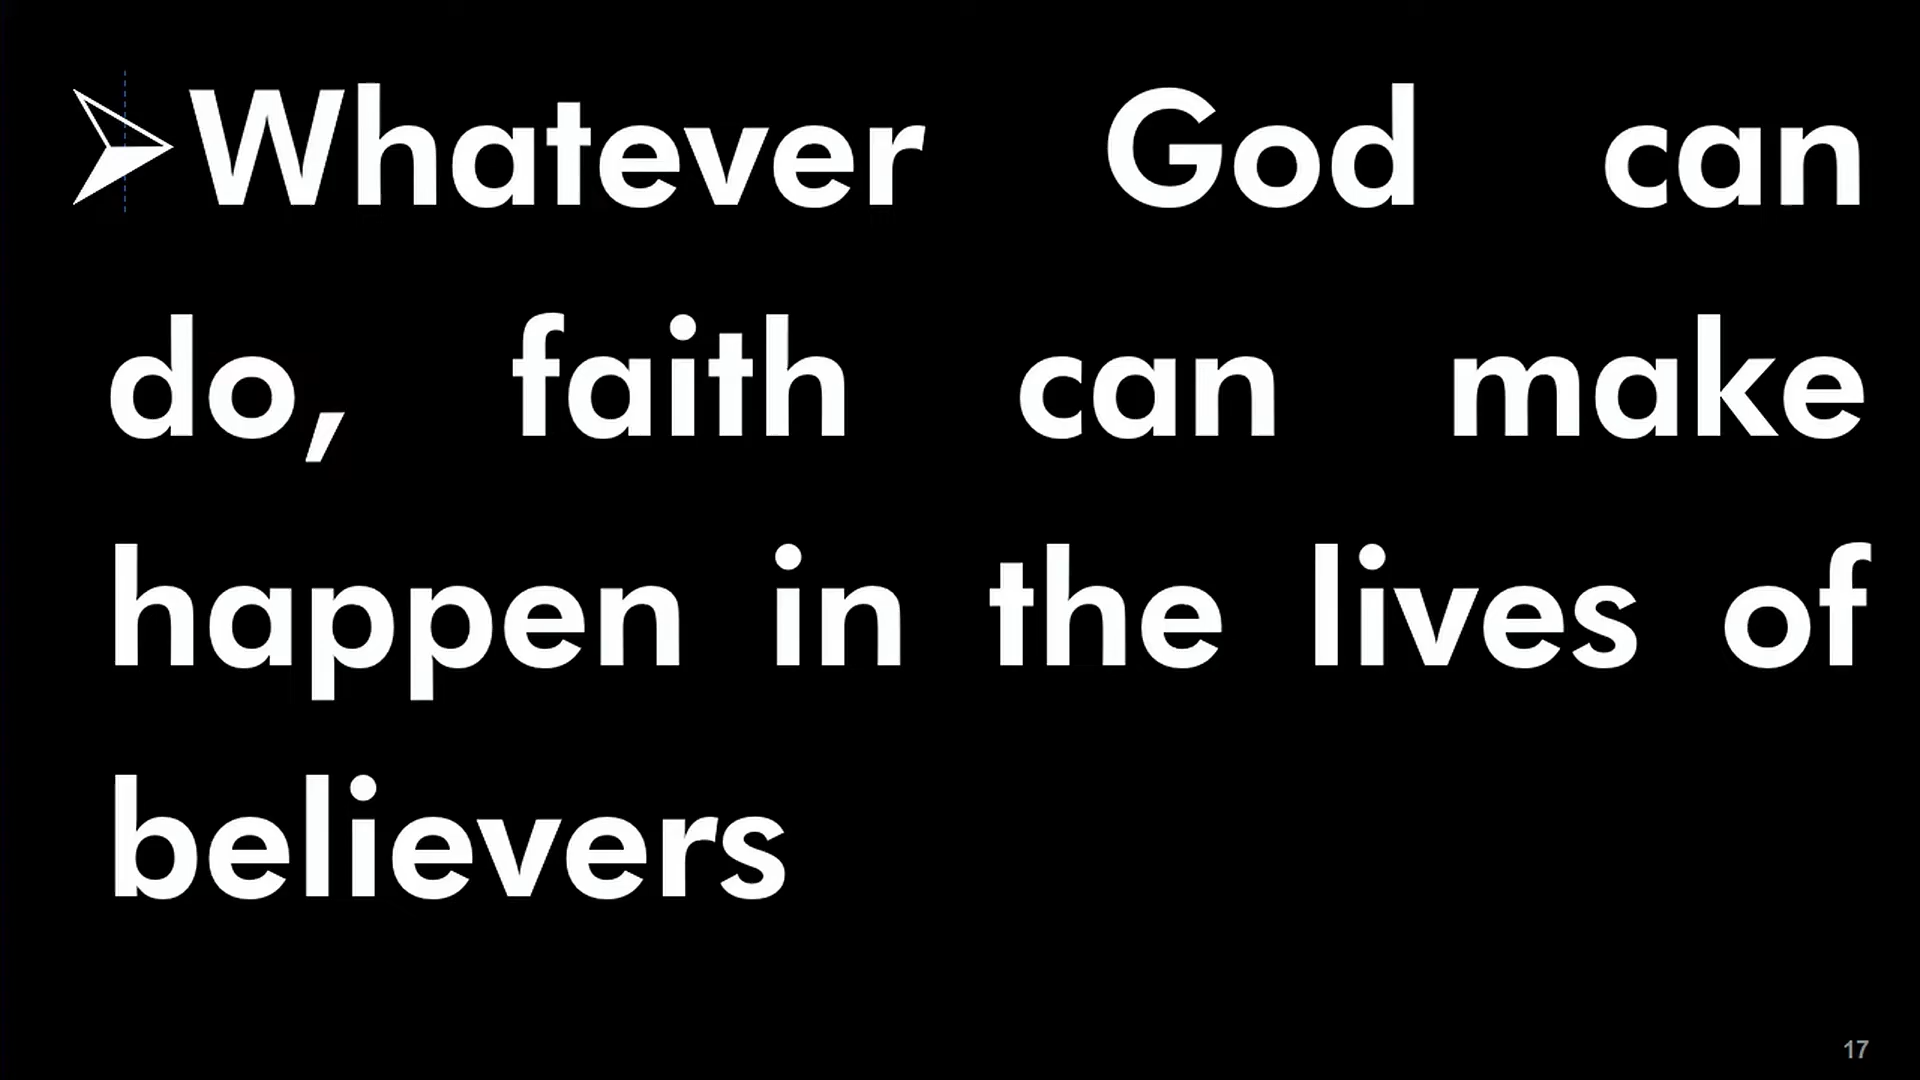 ➢Whatever God can
do, faith can make
happen in the lives of
believers
17